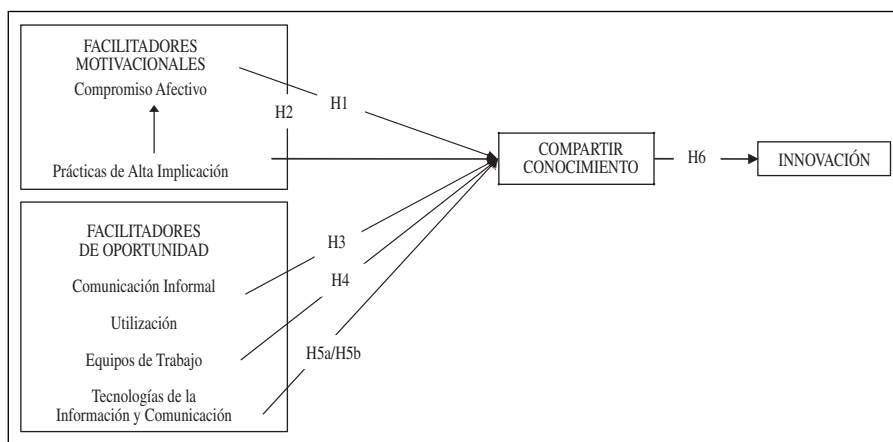 FACILITADORES
MOTIVACIONALES
Compromiso Afectivo
Prácticas de Alta Implicación
H2
H1
FACILITADORES
DE OPORTUNIDAD
Comunicación Informal
Utilización
Equipos de Trabajo
Tecnologías de la
Información y Comunicación
H3
H4
H5a/H5b
COMPARTIR
CONOCIMIENTO
H6
INNOVACIÓN